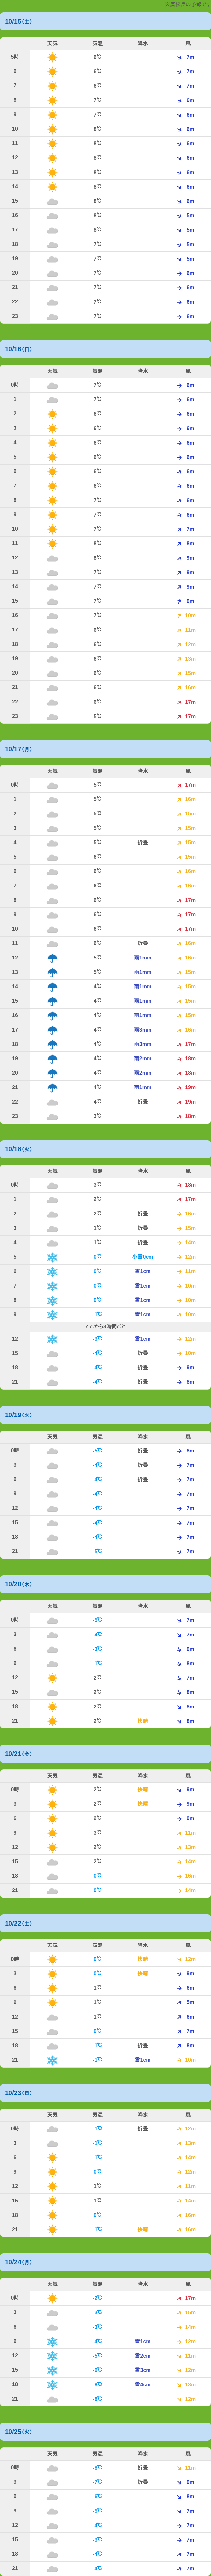 ※乗鞍岳の予報です
10/15(土)
天気 気温 降水 風
5時 6℃ 7m
6 6℃ 7m
7 6℃ 7m
8 7℃ 6m
9 7℃ 6m
10 8℃ 6m
11 8℃ 6m
12 8℃ 6m
13 8℃ 6m
14 8℃ 6m
15 8℃ 6m
16 8℃ 5m
17 8℃ 5m
18 7℃ 5m
19 7℃ 5m
20 7℃ 6m
21 7℃ 6m
22 7℃ 6m
23 7℃ 6m
10/16(日)
天気 気温 降水 風
0時 7℃ 6m
1 7℃ 6m
2 6℃ 6m
3 6℃ 6m
4 6℃ 6m
5 6℃ 6m
6 6℃ 6m
7 6℃ 6m
8 7℃ 6m
9 7℃ 6m
10 7℃ 7m
11 8℃ 8m
12 8℃ 9m
13 7℃ 9m
14 7℃ 9m
15 7℃ 9m
16 7℃ 10m
17 6℃ 11m
18 6℃ 12m
19 6℃ 13m
20 6℃ 15m
21 6℃ 16m
22 6℃ 17m
23 5℃ 17m
10/17(月)
天気 気温 降水 風
0時 5℃ 17m
1 5℃ 16m
2 5℃ 15m
3 5℃ 15m
4 5℃ 折曇 15m
5 6℃ 15m
6 6℃ 16m
7 6℃ 16m
8 6℃ 17m
9 6℃ 17m
10 6℃ 17m
11 6℃ 折曇 16m
12 5℃ 雨1mm 16m
13 5℃ 雨1mm 15m
14 4℃ 雨1mm 15m
15 4℃ 雨1mm 15m
16 4℃ 雨1mm 15m
17 4℃ 雨3mm 16m
18 4℃ 雨3mm 17m
19 4℃ 雨2mm 18m
20 4℃ 雨2mm 18m
21 4℃ 雨1mm 19m
22 4℃ 折曇 19m
23 3℃ 18m
10/18(火)
天気 気温 降水 風
0時 3℃ 18m
1 2℃ 17m
2 2℃ 折曇 16m
3 1℃ 折曇 15m
4 1℃ 折曇 14m
5 0℃ 小雪0cm 12m
6 0℃ 雪1cm 11m
7 0℃ 雪1cm 10m
8 0℃ 雪1cm 10m
9 -1℃ 雪1cm 10m
ここから3時間ごと
12 -3℃ 雪1cm 12m
15 -4℃ 折曇 10m
18 -4℃ 折曇 9m
21 -4℃ 折曇 8m
10/19(水)
天気 気温 降水 風
0時 -5℃ 折曇 8m
3 -4℃ 折曇 7m
6 -4℃ 折曇 7m
9 -4℃ 7m
12 -4℃ 7m
15 -4℃ 7m
18 -4℃ 7m
21 -5℃ 7m
10/20(木)
天気 気温 降水 風
0時 -5℃ 7m
3 -4℃ 7m
6 -3℃ 9m
9 -1℃ 8m
12 2℃ 7m
15 2℃ 8m
18 2℃ 8m
21 2℃ 快晴 8m
10/21(金)
天気 気温 降水 風
0時 2℃ 快晴 9m
3 2℃ 快晴 9m
6 2℃ 9m
9 3℃ 11m
12 2℃ 13m
15 2℃ 14m
18 0℃ 16m
21 0℃ 14m
10/22(土)
天気 気温 降水 風
0時 0℃ 快晴 12m
3 0℃ 快晴 9m
6 1℃ 6m
9 1℃ 5m
12 1℃ 6m
15 0℃ 7m
18 -1℃ 折曇 8m
21 -1℃ 雪1cm 10m
10/23(日)
天気 気温 降水 風
0時 -1℃ 折曇 12m
3 -1℃ 13m
6 -1℃ 14m
9 0℃ 12m
12 1℃ 11m
15 1℃ 14m
18 0℃ 16m
21 -1℃ 快晴 16m
10/24(月)
天気 気温 降水 風
0時 -2℃ 17m
3 -3℃ 15m
6 -3℃ 14m
9 -4℃ 雪1cm 12m
12 -5℃ 雪2cm 11m
15 -6℃ 雪3cm 12m
18 -8℃ 雪4cm 12m
21 -8℃ 12m
10/25(火)
天気 気温 降水 風
0時 -8℃ 折曇 11m
3 -7℃ 折曇 9m
6 -6℃ 8m
9 -5℃ 7m
12 -4℃ 7m
15 -3℃ 7m
18 -4℃ 7m
21 -4℃ 7m